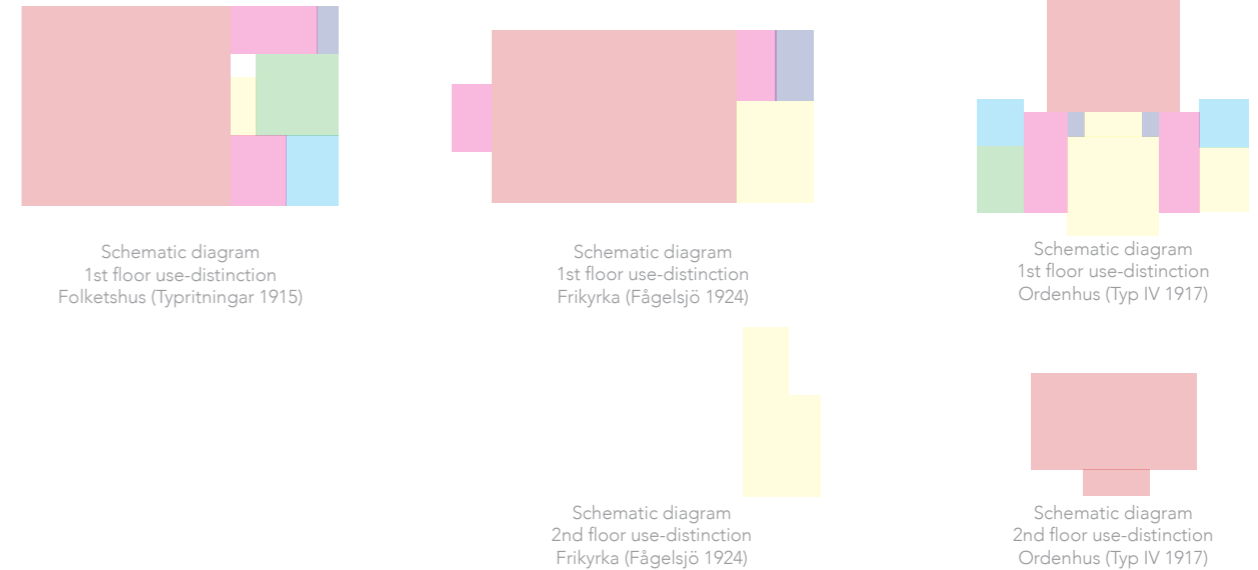 Schematic diagram
1st floor use-distinction
Folketshus (Typritningar 1915)
Schematic diagram
1st floor use-distinction
Frikyrka (Fågelsjö 1924)
Schematic diagram
1st floor use-distinction
Ordenhus (Typ IV 1917)
Schematic diagram
2nd floor use-distinction
Frikyrka (Fågelsjö 1924)
Schematic diagram
2nd floor use-distinction
Ordenhus (Typ IV 1917)